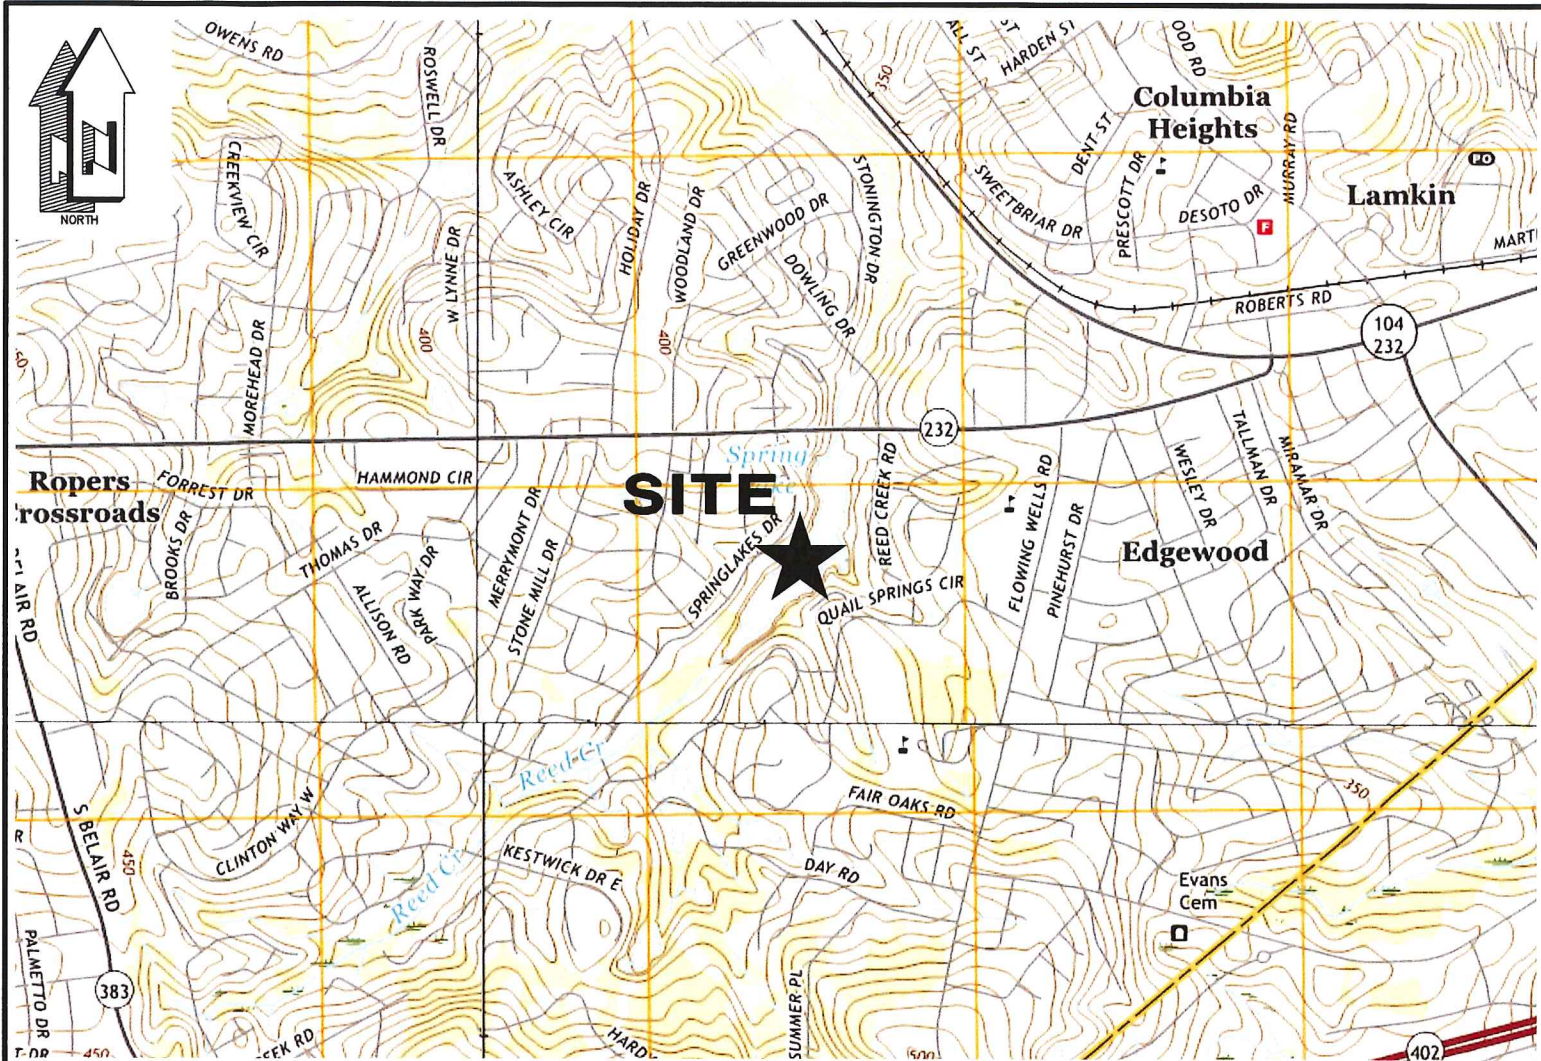 OWENS RD
ROSWELL DR
350
HARDEN ST
Columbia
Heights
NORTH
CREEKVIEW CIR
ASHLEY CIR
HOLIDAY DR
WOODLAND DR
GREENWOOD DR
STONINGTON DR
SWEETBRIAR DR
DENT ST
PRESCOTT DR
DESOTO DR
MURRAY RD
PO
Lamkin
F
W LYNNE DR
DOWLING DR
ROBERTS RD
MOREHEAD DR
400
400
104
232
232
Spring
SITE
Ropers
rossroads
FORREST DR
HAMMOND CIR
BROOKS DR
THOMAS DR
ALLISON RD
PARK WAY DR
MERRYMONT DR
STONE MILL DR
SPRINGLAKES DR
REED CREEK RD
QUAIL SPRINGS CIR
FLOWING WELLS RD
PINEHURST DR
Edgewood
WESLEY DR
TALLMAN DR
MIRAMAR DR
AIR RD
Reed Cr
S BELAIR RD
450
CLINTON WAY W
Reed Cr
KESTWICK DR E
FAIR OAKS RD
DAY RD
350
Evans
Cem
PALMETTO DR
383
450
EEK RD
HARD
SUMMER PL
500
402